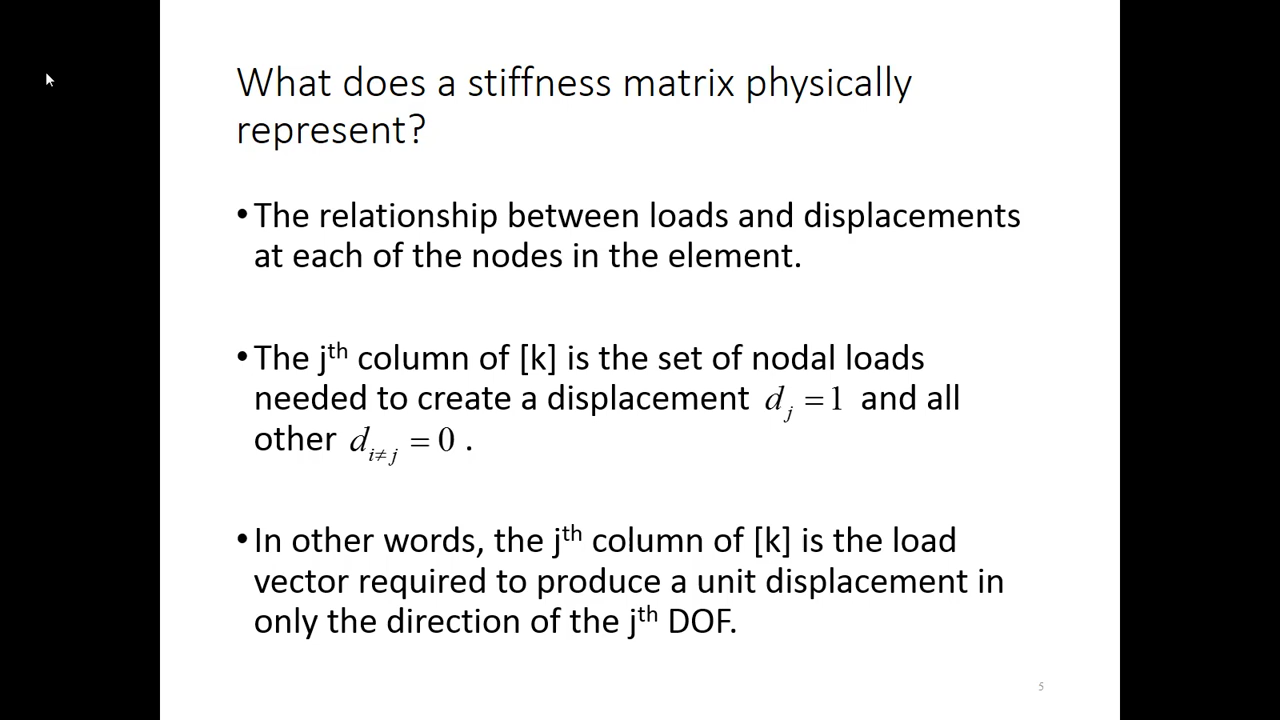 What does a stiffness matrix physically
represent?
•The relationship between loads and displacements
at each of the nodes in the element.
•The jᵗʰ column of [k] is the set of nodal loads
needed to create a displacement d_j = 1 and all
other d_{i≠j} = 0 .
•In other words, the jᵗʰ column of [k] is the load
vector required to produce a unit displacement in
only the direction of the jᵗʰ DOF.
5